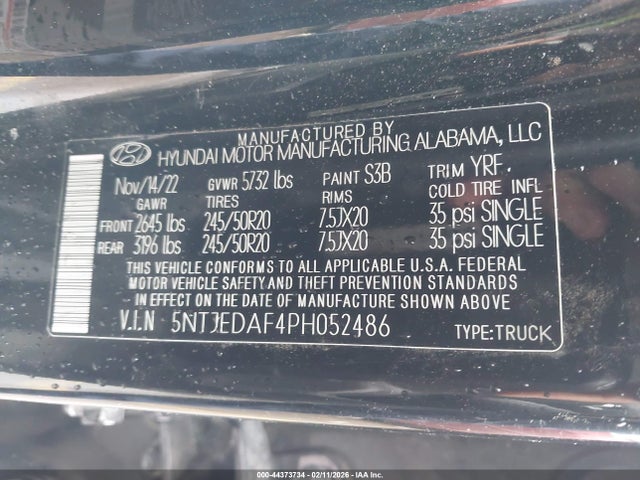 MANUFACTURED BY
HYUNDAI MOTOR MANUFACTURING ALABAMA, LLC
Nov/14/22 GVWR 5732 lbs PAINT S3B TRIM YRF
GAWR TIRES RIMS COLD TIRE INFL
FRONT 2645 lbs 245/50R20 7.5JX20 35 psi SINGLE
REAR 3196 lbs 245/50R20 7.5JX20 35 psi SINGLE
THIS VEHICLE CONFORMS TO ALL APPLICABLE U.S.A. FEDERAL
MOTOR VEHICLE SAFETY AND THEFT PREVENTION STANDARDS
IN EFFECT ON THE DATE OF MANUFACTURE SHOWN ABOVE
V.I.N 5NTJEDAF4PH052486 TYPE:TRUCK
000-44373734 - 02/11/2026 - IAAI, Inc.